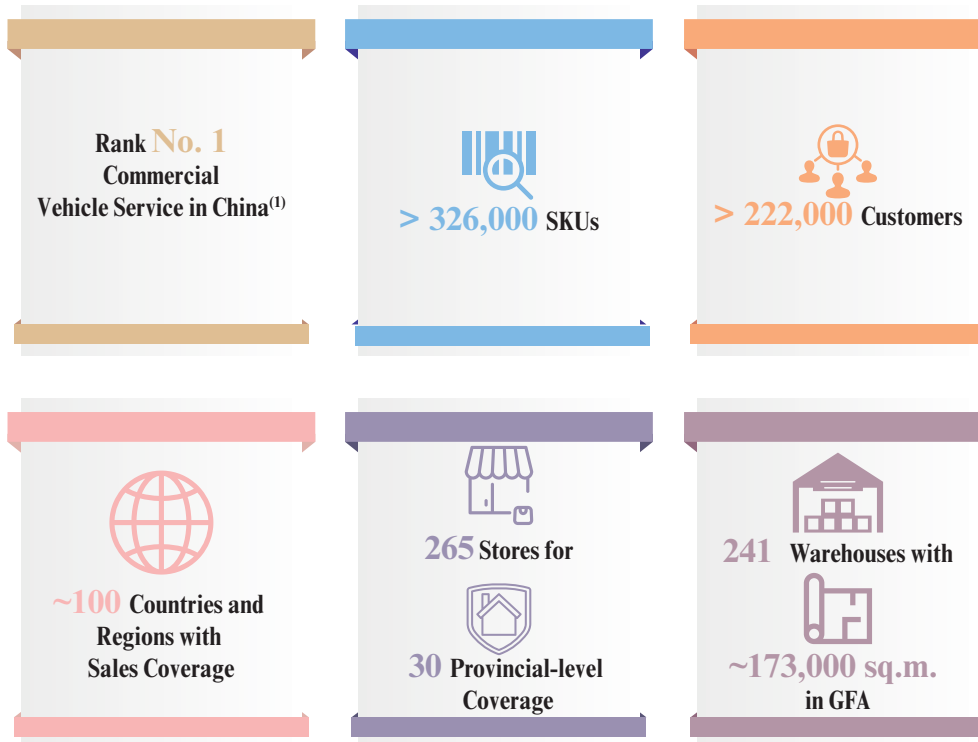 Rank No. 1
Commercial
Vehicle Service in China(1)
> 326,000 SKUs
> 222,000 Customers
~100 Countries and
Regions with
Sales Coverage
265 Stores for
30 Provincial-level
Coverage
241 Warehouses with
~173,000 sq.m.
in GFA